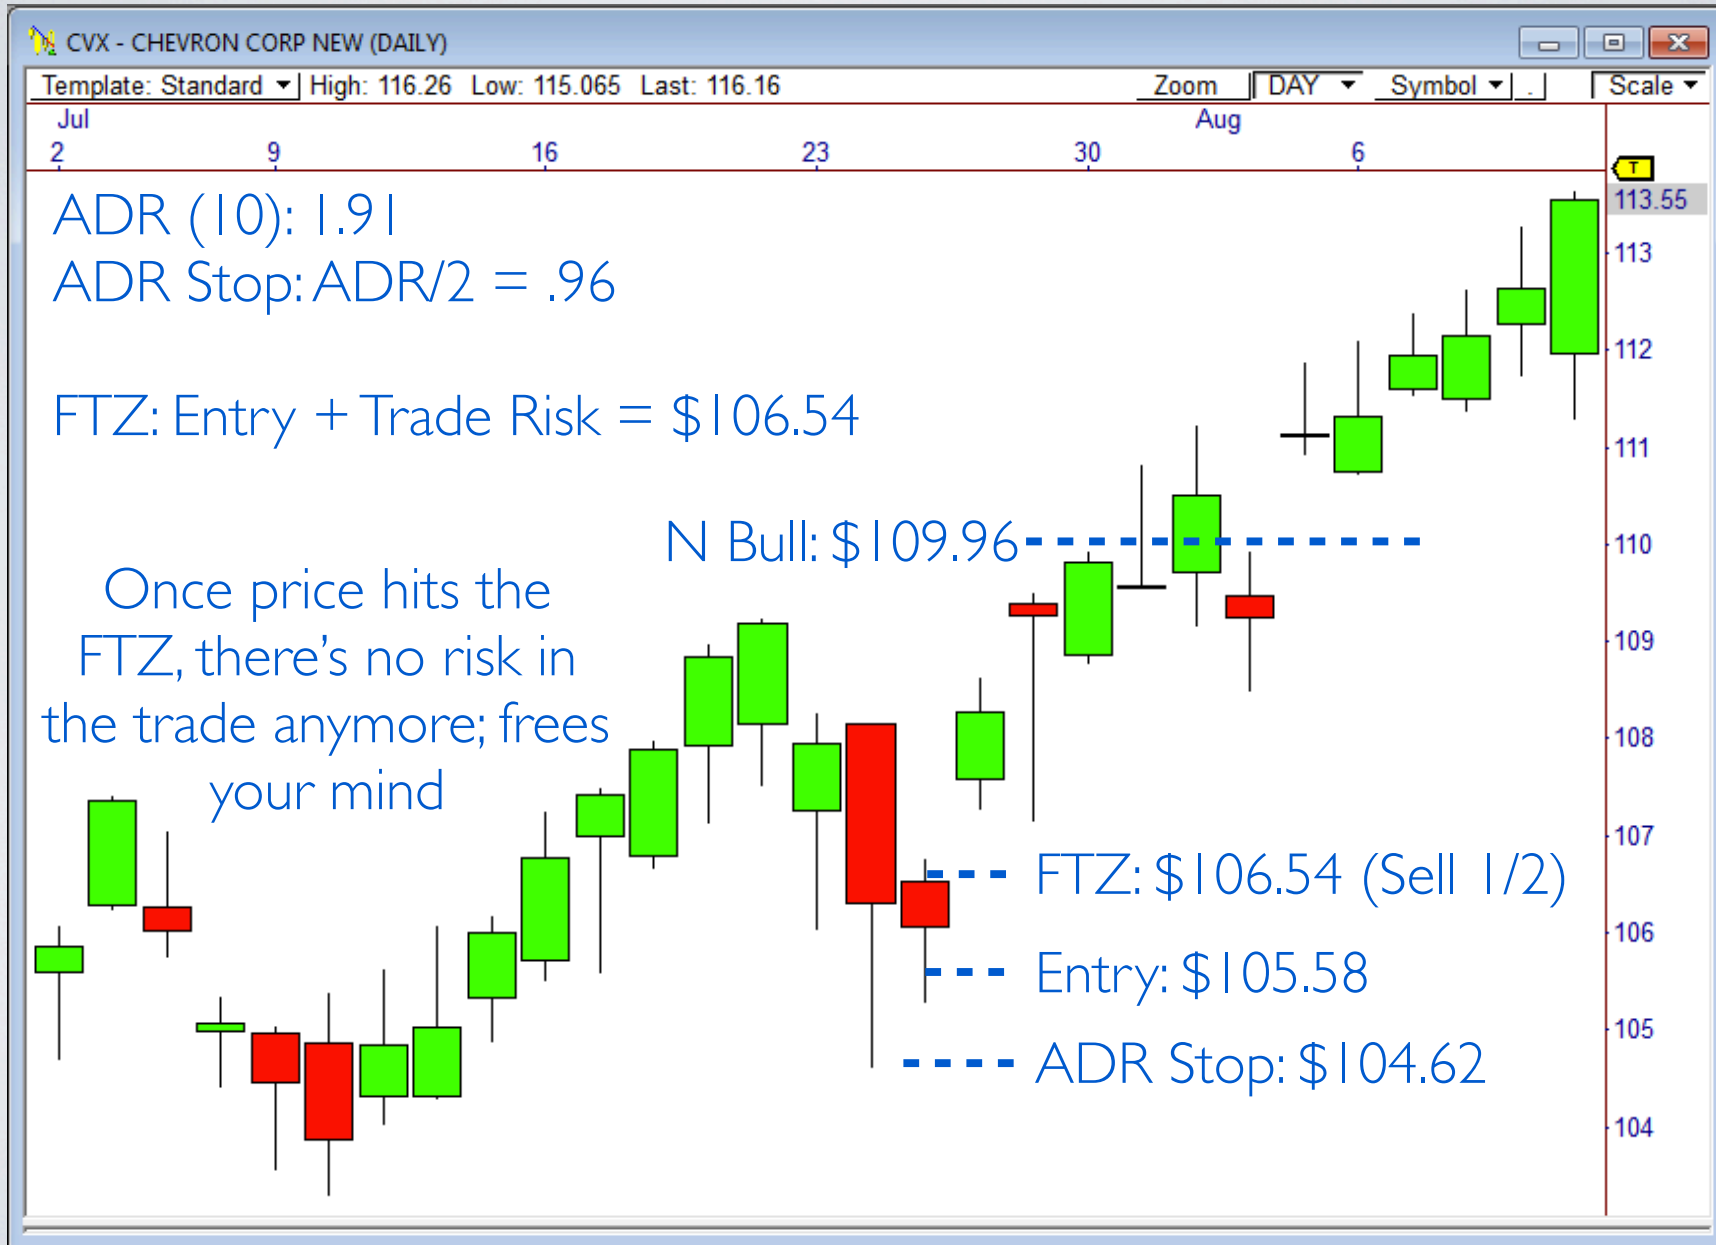 CVX - CHEVRON CORP NEW (DAILY)
Template: Standard High: 116.26 Low: 115.065 Last: 116.16 Zoom DAY Symbol . Scale
Jul Aug
2 9 16 23 30 6
T
113.55
ADR (10): 1.91
ADR Stop: ADR/2 = .96
FTZ: Entry + Trade Risk = $106.54
N Bull: $109.96
Once price hits the
FTZ, there's no risk in
the trade anymore; frees
your mind
FTZ: $106.54 (Sell 1/2)
Entry: $105.58
ADR Stop: $104.62
113
112
111
110
109
108
107
106
105
104